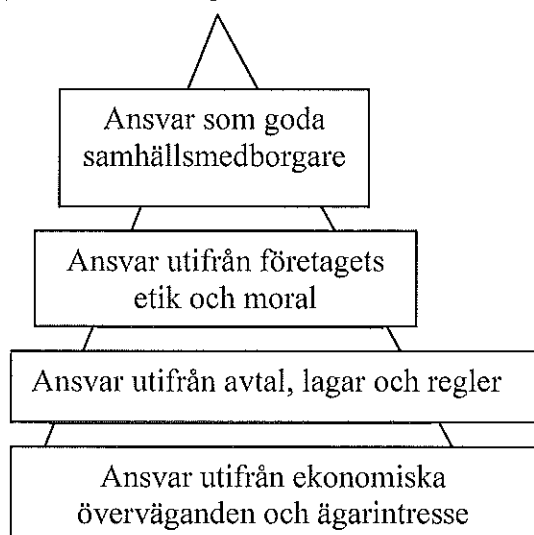 Ansvar som goda
samhällsmedborgare
Ansvar utifrån företagets
etik och moral
Ansvar utifrån avtal, lagar och regler
Ansvar utifrån ekonomiska
överväganden och ägarintresse